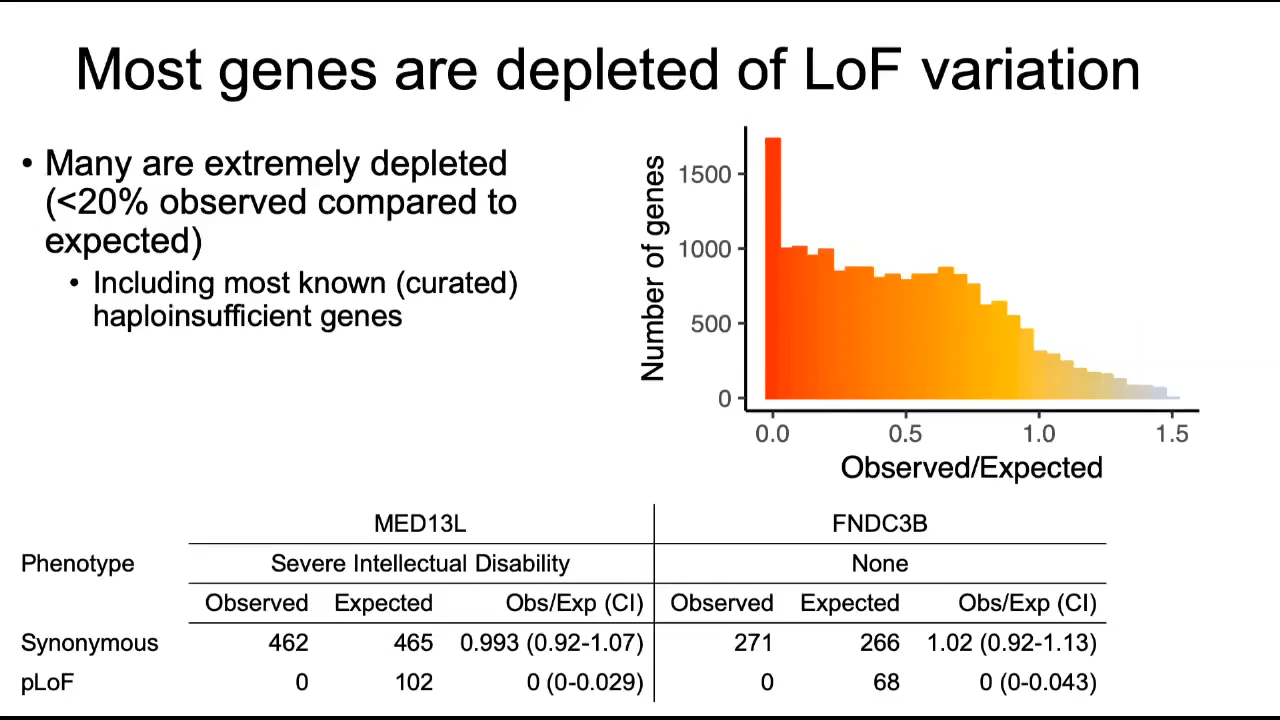 Most genes are depleted of LoF variation
• Many are extremely depleted
(<20% observed compared to
expected)
• Including most known (curated)
haploinsufficient genes
Number of genes
1500
1000
500
0
0.0 0.5 1.0 1.5
Observed/Expected
MED13L FNDC3B
Phenotype Severe Intellectual Disability None
Observed Expected Obs/Exp (CI) Observed Expected Obs/Exp (CI)
Synonymous 462 465 0.993 (0.92-1.07) 271 266 1.02 (0.92-1.13)
pLoF 0 102 0 (0-0.029) 0 68 0 (0-0.043)